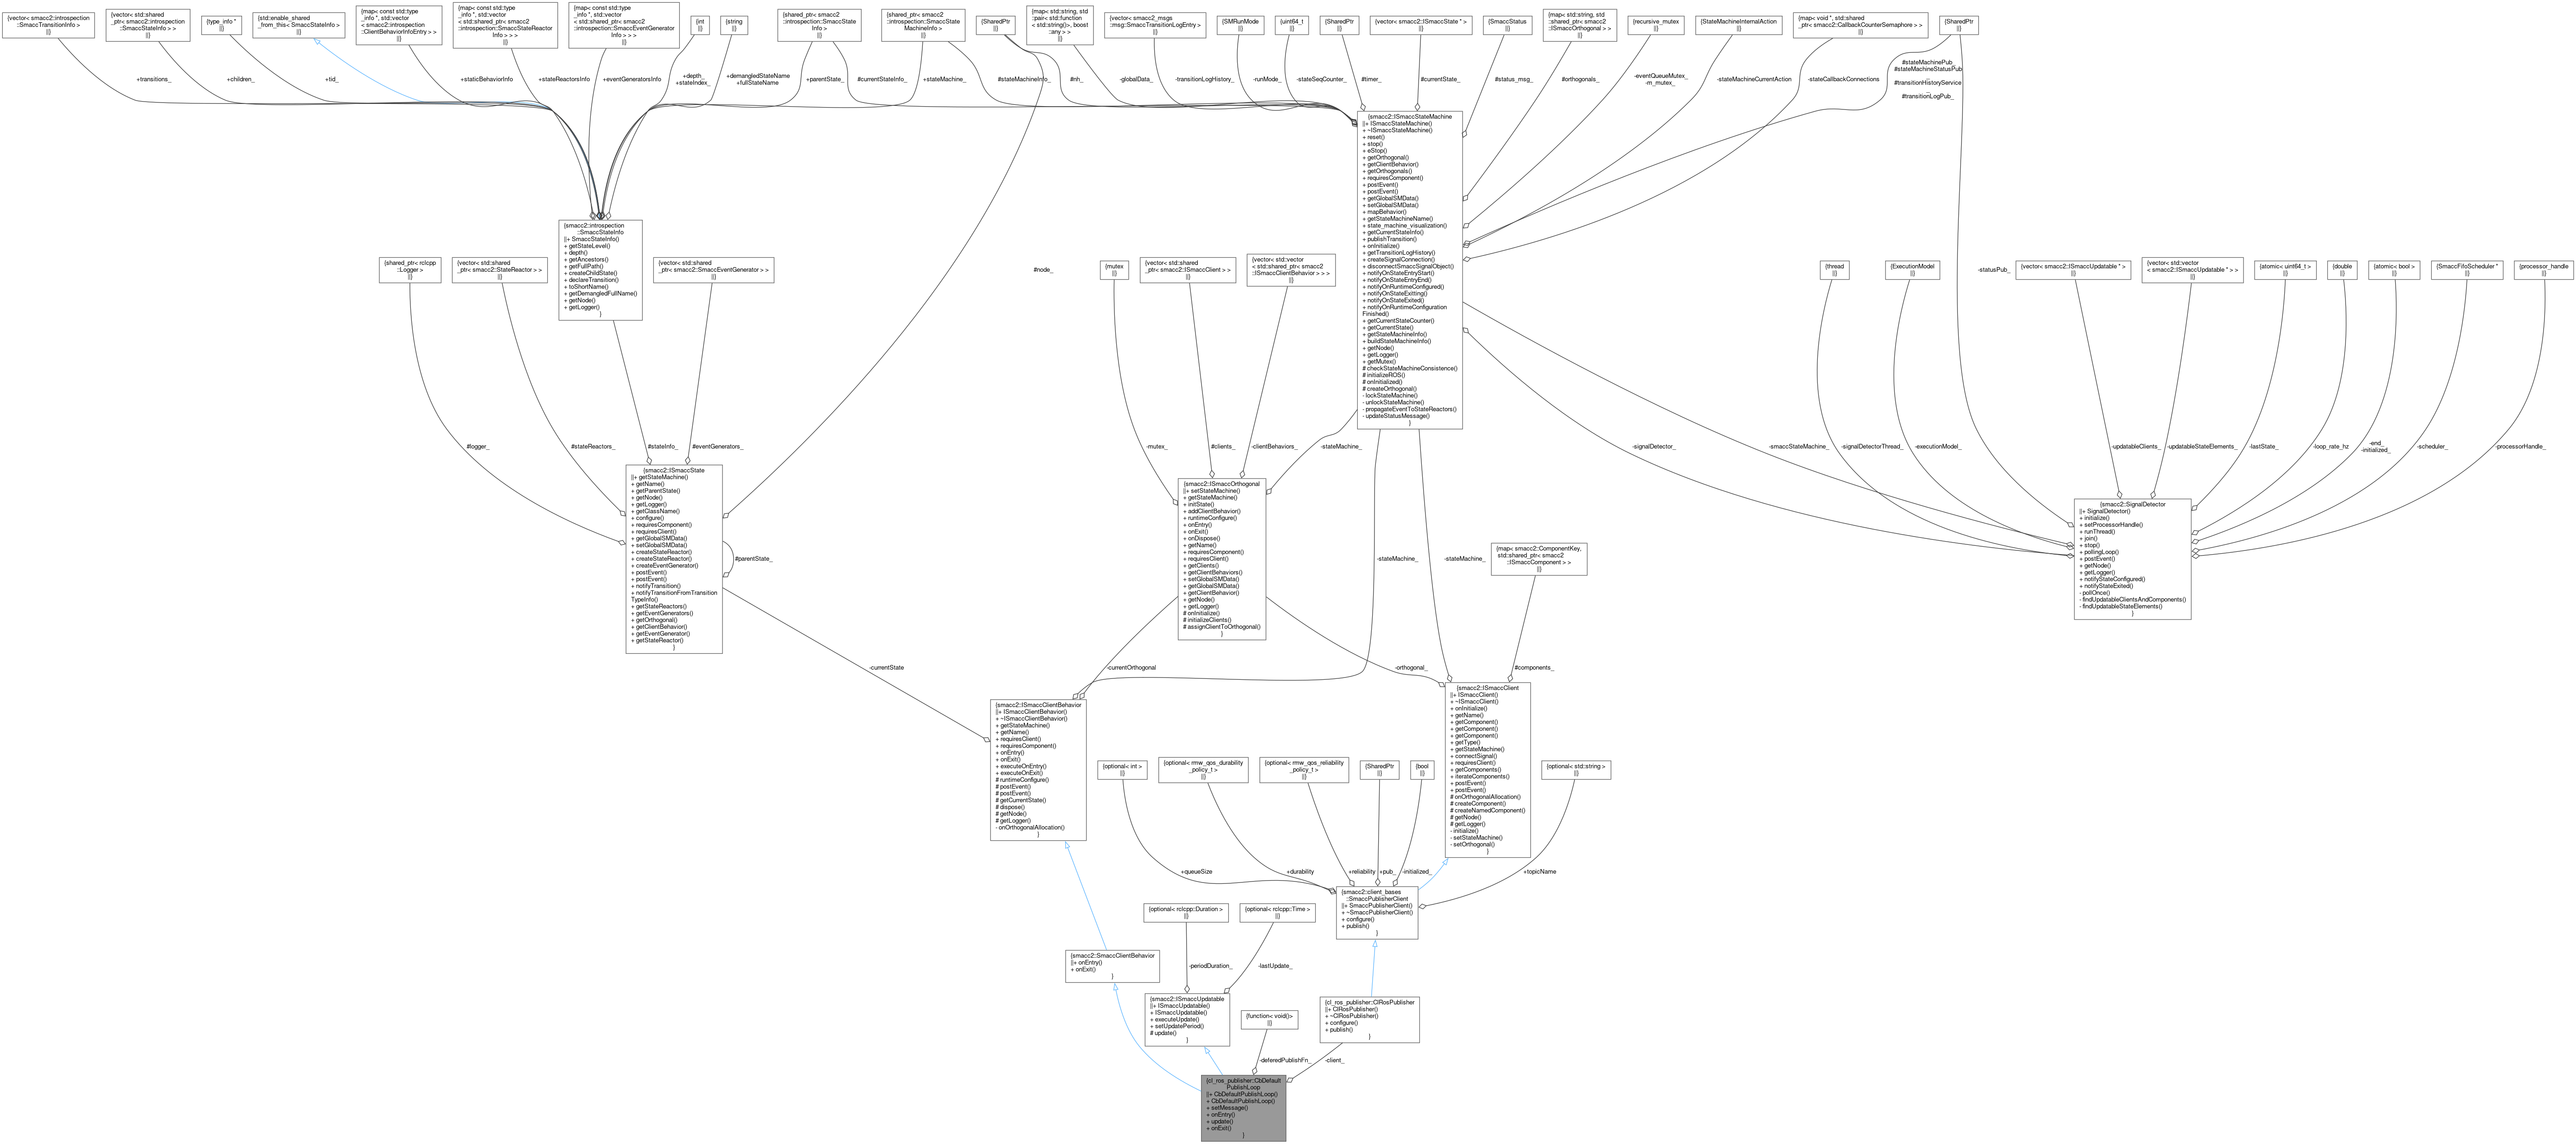 {vector< smacc2::introspection
::SmaccTransitionInfo >
||}
{vector< std::shared
_ptr< smacc2::introspection
::SmaccStateInfo > >
||}
{type_info *
||}
{std::enable_shared
_from_this< SmaccStateInfo >
||}
{map< const std::type
_info *, std::vector
< smacc2::introspection
::ClientBehaviorInfoEntry > >
||}
{map< const std::type
_info *, std::vector
< std::shared_ptr< smacc2
::introspection::SmaccStateReactor
Info > > >
||}
{map< const std::type
_info *, std::vector
< std::shared_ptr< smacc2
::introspection::SmaccEventGenerator
Info > > >
||}
{int
||}
{string
||}
{shared_ptr< smacc2
::introspection::SmaccState
Info >
||}
{shared_ptr< smacc2
::introspection::SmaccState
MachineInfo >
||}
{SharedPtr
||}
{map< std::string, std
::pair< std::function
< std::string()>, boost
::any > >
||}
{vector< smacc2_msgs
::msg::SmaccTransitionLogEntry >
||}
{SMRunMode
||}
{uint64_t
||}
{SharedPtr
||}
{vector< smacc2::ISmaccState * >
||}
{SmaccStatus
||}
{map< std::string, std
::shared_ptr< smacc2
::ISmaccOrthogonal > >
||}
{recursive_mutex
||}
{StateMachineInternalAction
||}
{map< void *, std::shared
_ptr< smacc2::CallbackCounterSemaphore > >
||}
{SharedPtr
||}
+transitions_
+children_
+tid_
+staticBehaviorInfo
+stateReactorsInfo
+eventGeneratorsInfo
+depth_
+stateIndex_
+demangledStateName
+fullStateName
+parentState_
#currentStateInfo_
+stateMachine_
#stateMachineInfo_
#nh_
-globalData_
-transitionLogHistory_
-runMode_
-stateSeqCounter_
#timer_
#currentState_
#status_msg_
#orthogonals_
-eventQueueMutex_
-m_mutex_
-stateMachineCurrentAction
-stateCallbackConnections
#stateMachinePub_
#stateMachineStatusPub
_
#transitionHistoryService
_
#transitionLogPub_
{smacc2::ISmaccStateMachine
||+ ISmaccStateMachine()
+ ~ISmaccStateMachine()
+ reset()
+ stop()
+ eStop()
+ getOrthogonal()
+ getClientBehavior()
+ getOrthogonals()
+ requiresComponent()
+ postEvent()
+ postEvent()
+ getGlobalSMData()
+ setGlobalSMData()
+ mapBehavior()
+ getStateMachineName()
+ state_machine_visualization()
+ getCurrentStateInfo()
+ publishTransition()
+ onInitialize()
+ getTransitionLogHistory()
+ createSignalConnection()
+ disconnectSmaccSignalObject()
+ notifyOnStateEntryStart()
+ notifyOnStateEntryEnd()
+ notifyOnRuntimeConfigured()
+ notifyOnStateExitting()
+ notifyOnStateExited()
+ notifyOnRuntimeConfiguration
Finished()
+ getCurrentStateCounter()
+ getCurrentState()
+ getStateMachineInfo()
+ buildStateMachineInfo()
+ getNode()
+ getLogger()
+ getMutex()
# checkStateMachineConsistence()
# initializeROS()
# onInitialized()
# createOrthogonal()
- lockStateMachine()
- unlockStateMachine()
- propagateEventToStateReactors()
- updateStatusMessage()
}
{smacc2::introspection
::SmaccStateInfo
||+ SmaccStateInfo()
+ getStateLevel()
+ depth()
+ getAncestors()
+ getFullPath()
+ createChildState()
+ declareTransition()
+ toShortName()
+ getDemangledFullName()
+ getNode()
+ getLogger()
}
{shared_ptr< rclcpp
::Logger >
||}
{vector< std::shared
_ptr< smacc2::StateReactor > >
||}
{vector< std::shared
_ptr< smacc2::SmaccEventGenerator > >
||}
#node_
{mutex
||}
{vector< std::shared
_ptr< smacc2::ISmaccClient > >
||}
{vector< std::vector
< std::shared_ptr< smacc2
::ISmaccClientBehavior > > >
||}
{thread
||}
{ExecutionModel
||}
-statusPub_
{vector< smacc2::ISmaccUpdatable * >
||}
{vector< std::vector
< smacc2::ISmaccUpdatable * > >
||}
{atomic< uint64_t >
||}
{double
||}
{atomic< bool >
||}
{SmaccFifoScheduler *
||}
{processor_handle
||}
#logger_
#stateReactors_
#stateInfo_
#eventGenerators_
-mutex_
#clients_
-clientBehaviors_
-stateMachine_
-signalDetector_
-smaccStateMachine_
-signalDetectorThread_
-executionModel_
-updatableClients_
-updatableStateElements_
-lastState_
-loop_rate_hz
-end_
-initialized_
-scheduler_
-processorHandle_
{smacc2::ISmaccState
||+ getStateMachine()
+ getName()
+ getParentState()
+ getNode()
+ getLogger()
+ getClassName()
+ configure()
+ requiresComponent()
+ requiresClient()
+ getGlobalSMData()
+ setGlobalSMData()
+ createStateReactor()
+ createStateReactor()
+ createEventGenerator()
+ postEvent()
+ postEvent()
+ notifyTransition()
+ notifyTransitionFromTransition
TypeInfo()
+ getStateReactors()
+ getEventGenerators()
+ getOrthogonal()
+ getClientBehavior()
+ getEventGenerator()
+ getStateReactor()
}
#parentState_
{smacc2::ISmaccOrthogonal
||+ setStateMachine()
+ getStateMachine()
+ initState()
+ addClientBehavior()
+ runtimeConfigure()
+ onEntry()
+ onExit()
+ onDispose()
+ getName()
+ requiresComponent()
+ requiresClient()
+ getClients()
+ getClientBehaviors()
+ setGlobalSMData()
+ getGlobalSMData()
+ getClientBehavior()
+ getNode()
+ getLogger()
# onInitialize()
# initializeClients()
# assignClientToOrthogonal()
}
-stateMachine_
-stateMachine_
{map< smacc2::ComponentKey,
std::shared_ptr< smacc2
::ISmaccComponent > >
||}
{smacc2::SignalDetector
||+ SignalDetector()
+ initialize()
+ setProcessorHandle()
+ runThread()
+ join()
+ stop()
+ pollingLoop()
+ postEvent()
+ getNode()
+ getLogger()
+ notifyStateConfigured()
+ notifyStateExited()
- pollOnce()
- findUpdatableClientsAndComponents()
- findUpdatableStateElements()
}
-currentState
-currentOrthogonal
-orthogonal_
#components_
{smacc2::ISmaccClientBehavior
||+ ISmaccClientBehavior()
+ ~ISmaccClientBehavior()
+ getStateMachine()
+ getName()
+ requiresClient()
+ requiresComponent()
+ onEntry()
+ onExit()
+ executeOnEntry()
+ executeOnExit()
# runtimeConfigure()
# postEvent()
# postEvent()
# getCurrentState()
# dispose()
# getNode()
# getLogger()
- onOrthogonalAllocation()
}
{smacc2::ISmaccClient
||+ ISmaccClient()
+ ~ISmaccClient()
+ onInitialize()
+ getName()
+ getComponent()
+ getComponent()
+ getComponent()
+ getType()
+ getStateMachine()
+ connectSignal()
+ requiresClient()
+ getComponents()
+ iterateComponents()
+ postEvent()
+ postEvent()
# onOrthogonalAllocation()
# createComponent()
# createNamedComponent()
# getNode()
# getLogger()
- initialize()
- setStateMachine()
- setOrthogonal()
}
{optional< int >
||}
{optional< rmw_qos_durability
_policy_t >
||}
{optional< rmw_qos_reliability
_policy_t >
||}
{SharedPtr
||}
{bool
||}
{optional< std::string >
||}
+queueSize
+durability
+reliability
+pub_
-initialized_
+topicName
{smacc2::client_bases
::SmaccPublisherClient
||+ SmaccPublisherClient()
+ ~SmaccPublisherClient()
+ configure()
+ publish()
}
{optional< rclcpp::Duration >
||}
{optional< rclcpp::Time >
||}
{smacc2::SmaccClientBehavior
||+ onEntry()
+ onExit()
}
-periodDuration_
-lastUpdate_
{smacc2::ISmaccUpdatable
||+ ISmaccUpdatable()
+ ISmaccUpdatable()
+ executeUpdate()
+ setUpdatePeriod()
# update()
}
{function< void()>
||}
{cl_ros_publisher::ClRosPublisher
||+ ClRosPublisher()
+ ~ClRosPublisher()
+ configure()
+ publish()
}
-deferedPublishFn_
-client_
{cl_ros_publisher::CbDefault
PublishLoop
||+ CbDefaultPublishLoop()
+ CbDefaultPublishLoop()
+ setMessage()
+ onEntry()
+ update()
+ onExit()
}